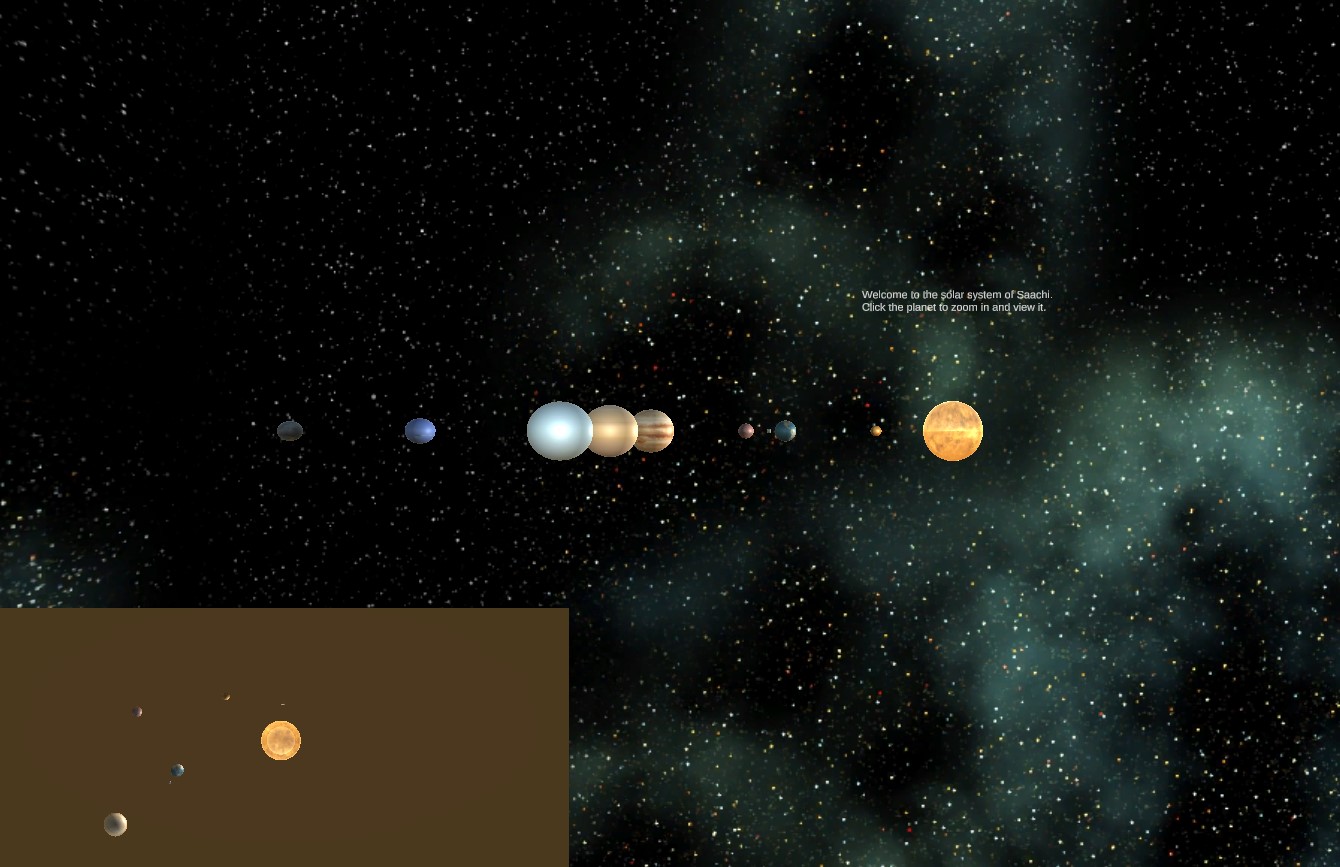 Welcome to the solar system of Saachi.
Click the planet to zoom in and view it.